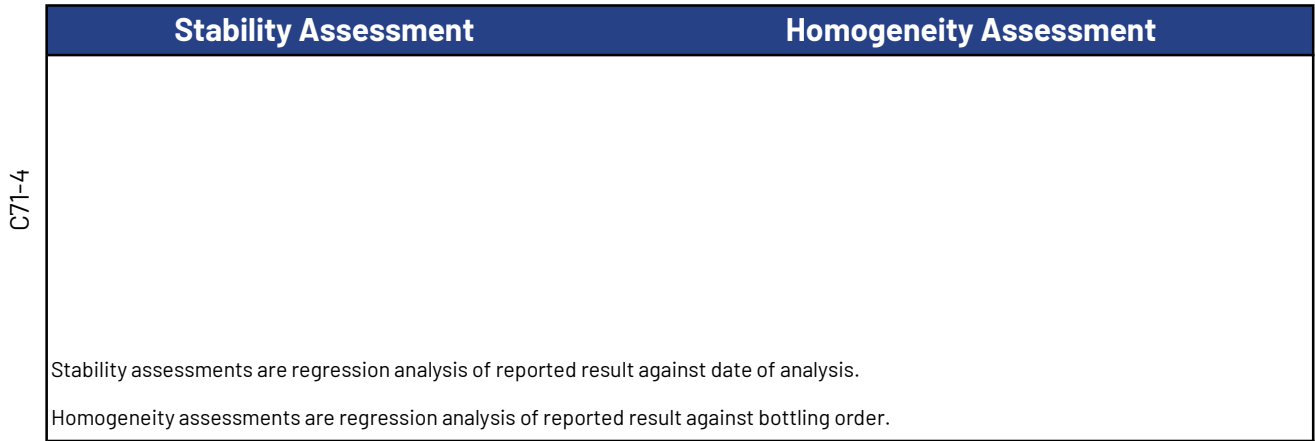 Stability Assessment Homogeneity Assessment
C71-4
Stability assessments are regression analysis of reported result against date of analysis.
Homogeneity assessments are regression analysis of reported result against bottling order.